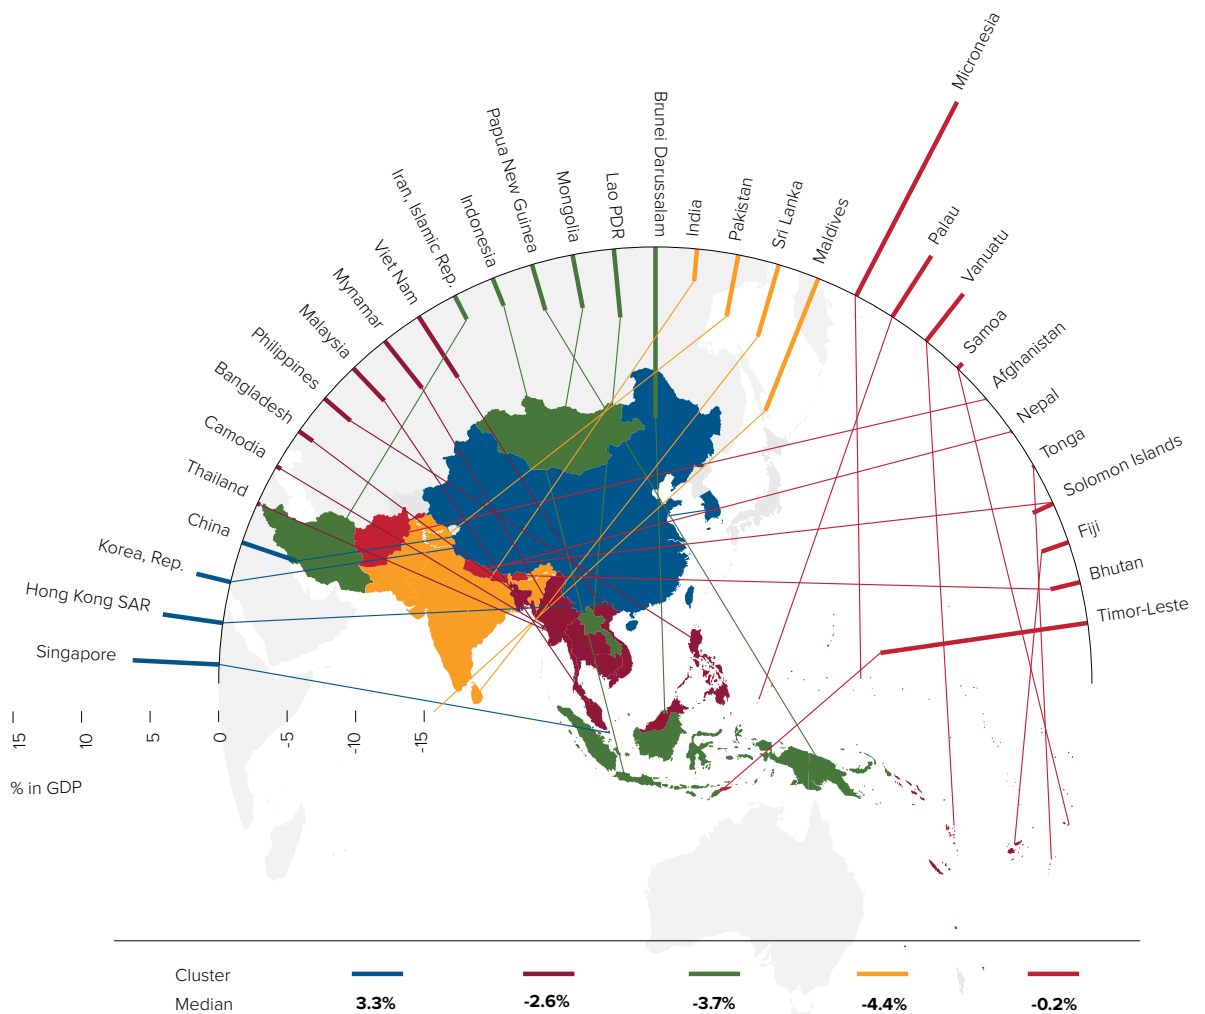 Micronesia
Palau
Vanuatu
Samoa
Afghanistan
Nepal
Tonga
Solomon Islands
Fiji
Bhutan
Timor-Leste
Maldives
Sri Lanka
Pakistan
India
Brunei Darussalam
Lao PDR
Mongolia
Papua New Guinea
Indonesia
Iran, Islamic Rep.
Viet Nam
Mynamar
Malaysia
Philippines
Bangladesh
Camodia
Thailand
China
Korea, Rep.
Hong Kong SAR
Singapore
15
10
5
0
-5
-10
-15
% in GDP
Cluster
Median 3.3% -2.6% -3.7% -4.4% -0.2%